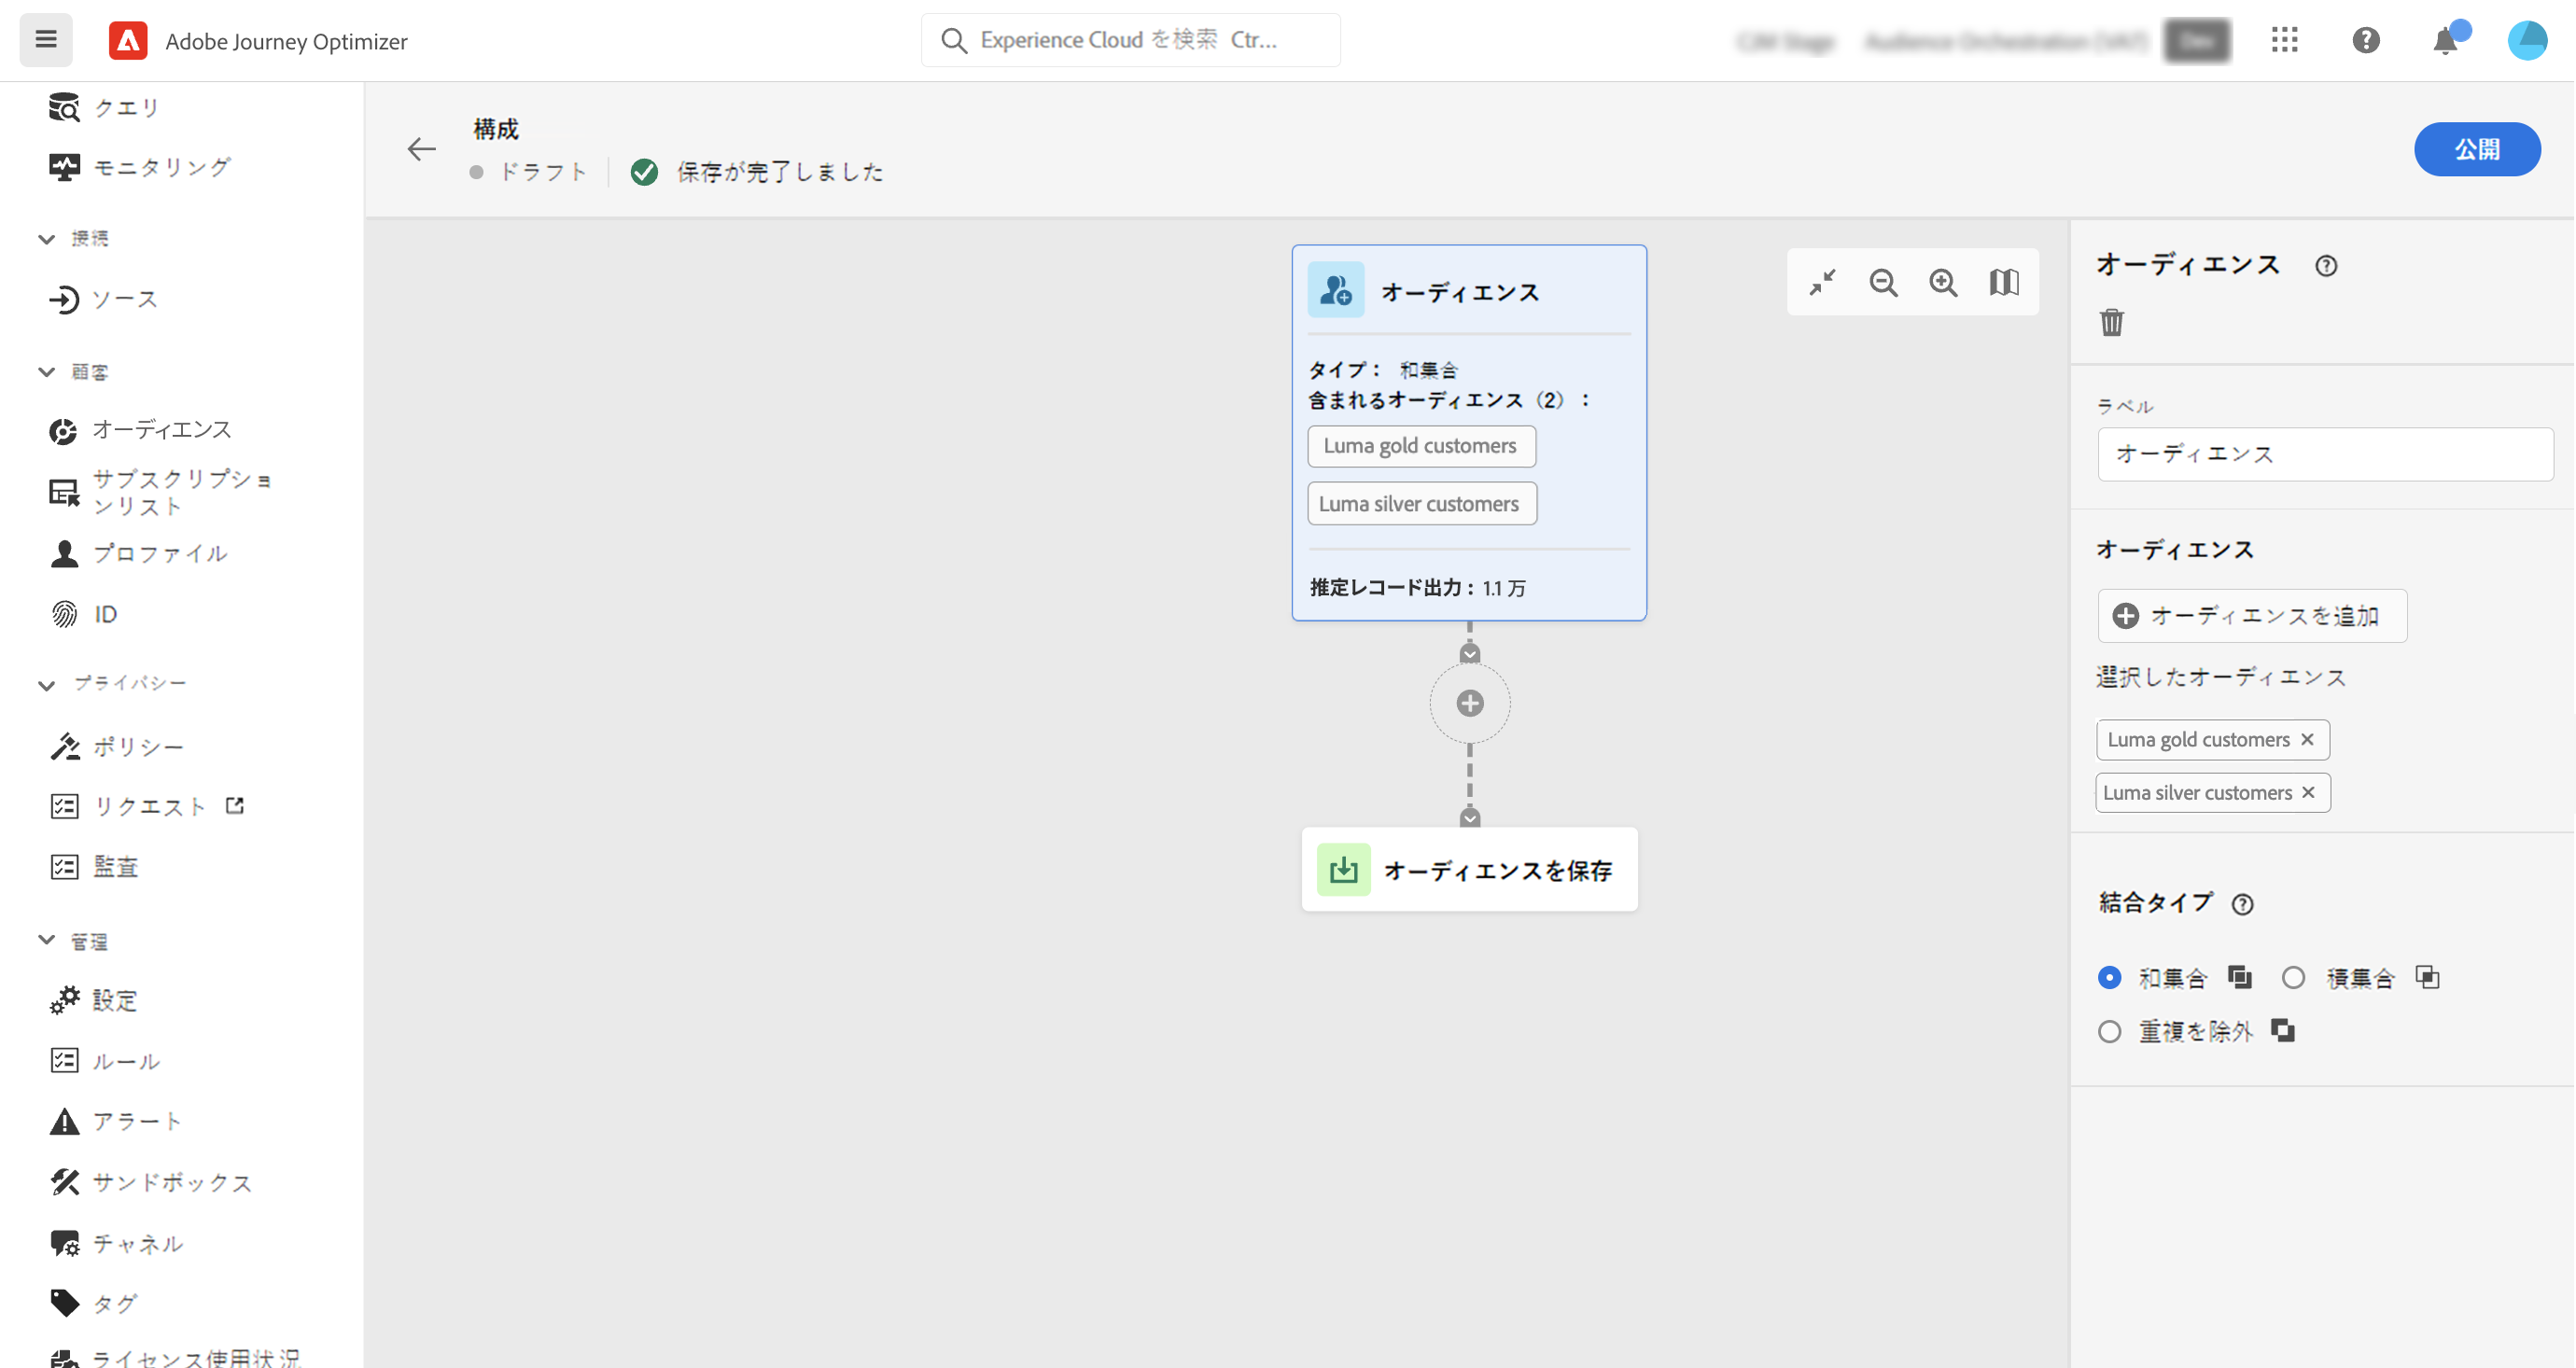 Adobe Journey Optimizer
Experience Cloud を検索 Ctr...
クエリ
モニタリング
接続
ソース
顧客
オーディエンス
サブスクリプショ
ンリスト
プロファイル
ID
プライバシー
ポリシー
リクエスト
監査
管理
設定
ルール
アラート
サンドボックス
チャネル
タグ
ライセンス使用状況
構成
ドラフト
保存が完了しました
公開
オーディエンス
タイプ： 和集合
含まれるオーディエンス（2）：
Luma gold customers
Luma silver customers
推定レコード出力：1.1 万
オーディエンスを保存
オーディエンス
ラベル
オーディエンス
オーディエンス
オーディエンスを追加
選択したオーディエンス
Luma gold customers
Luma silver customers
結合タイプ
和集合 積集合
重複を除外